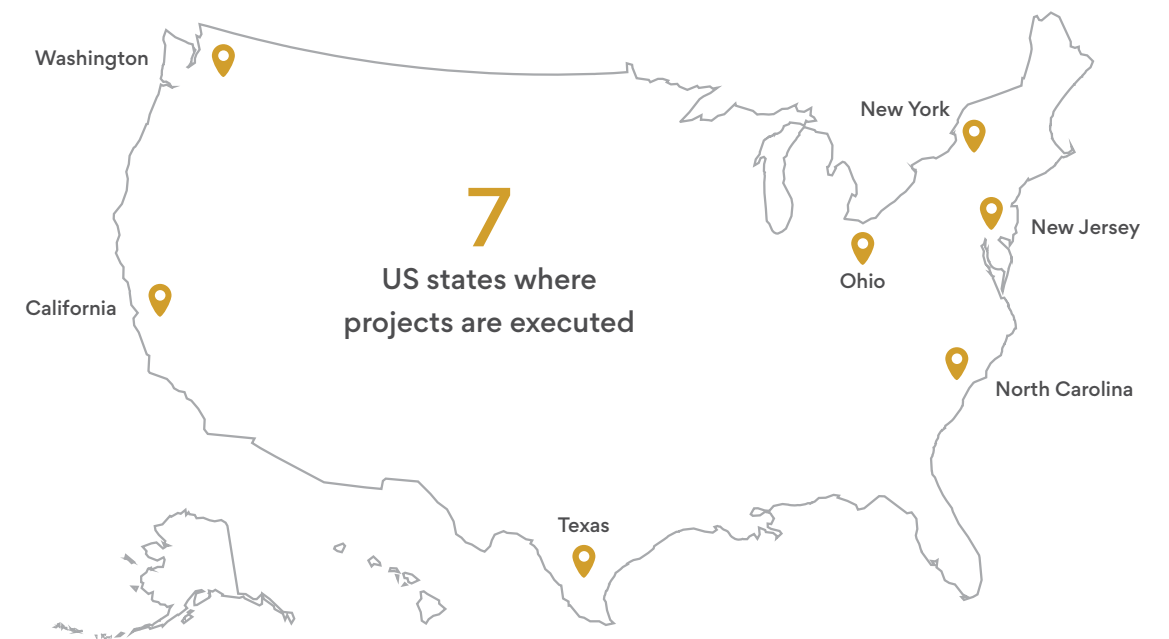 Washington
New York
7
US states where
projects are executed
New Jersey
Ohio
California
North Carolina
Texas